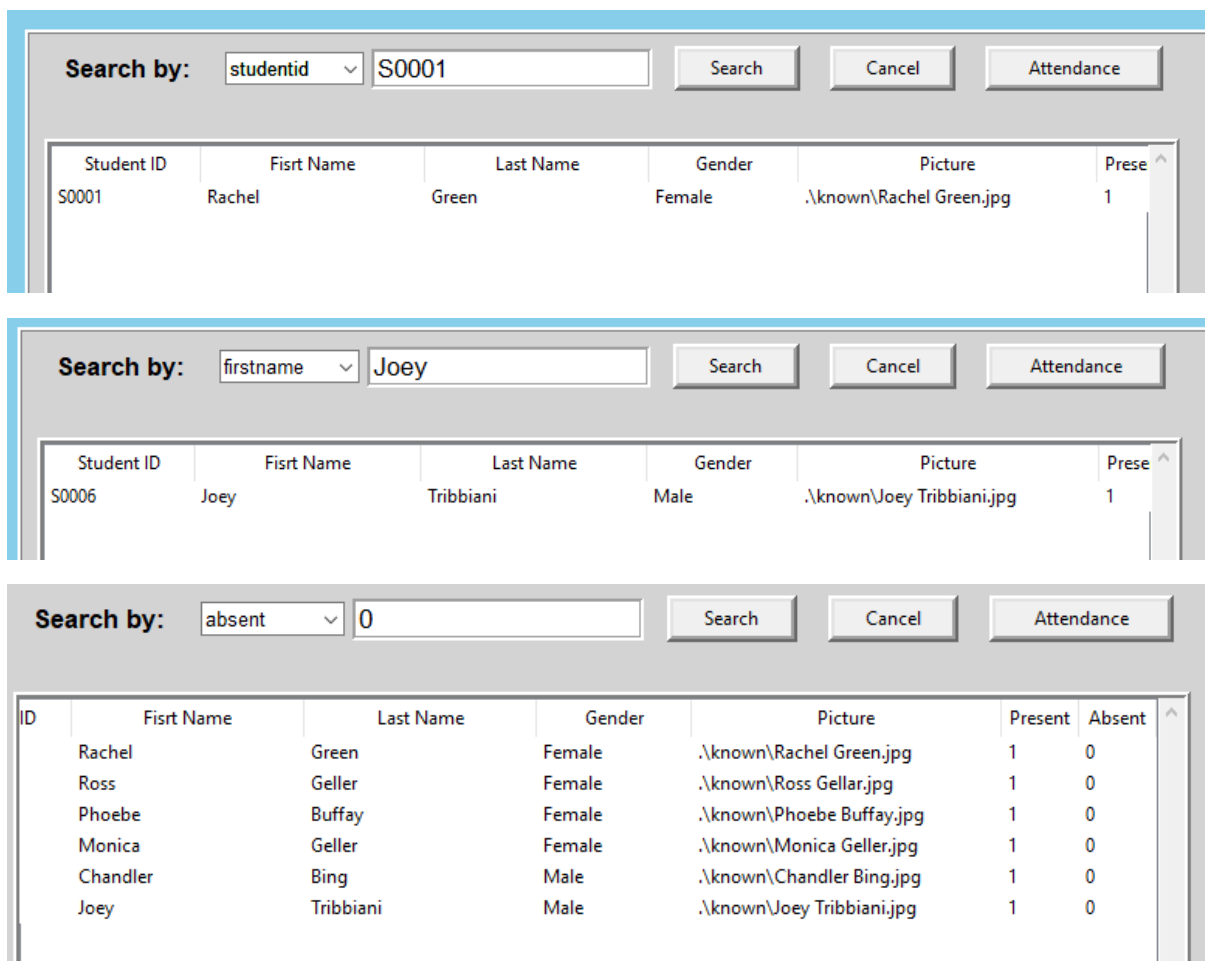 Search by: studentid S0001 Search Cancel Attendance
Student ID Fisrt Name Last Name Gender Picture Prese
S0001 Rachel Green Female .\known\Rachel Green.jpg 1
Search by: firstname Joey Search Cancel Attendance
Student ID Fisrt Name Last Name Gender Picture Prese
S0006 Joey Tribbiani Male .\known\Joey Tribbiani.jpg 1
Search by: absent 0 Search Cancel Attendance
ID Fisrt Name Last Name Gender Picture Present Absent
Rachel Green Female .\known\Rachel Green.jpg 1 0
Ross Geller Female .\known\Ross Gellar.jpg 1 0
Phoebe Buffay Female .\known\Phoebe Buffay.jpg 1 0
Monica Geller Female .\known\Monica Geller.jpg 1 0
Chandler Bing Male .\known\Chandler Bing.jpg 1 0
Joey Tribbiani Male .\known\Joey Tribbiani.jpg 1 0